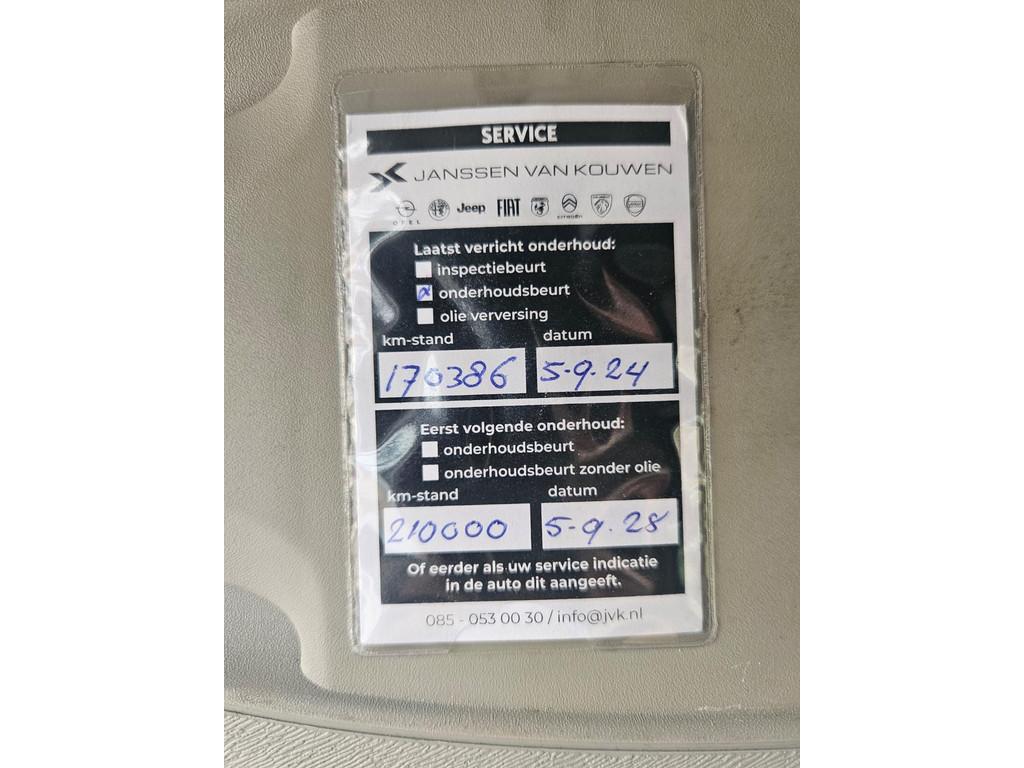 SERVICE
JANSSEN VAN KOUWEN
OPEL Jeep FIAT CITROËN
Laatst verricht onderhoud:
inspectiebeurt
onderhoudsbeurt
olie verversing
km-stand datum
170386 5-9-24
Eerst volgende onderhoud:
onderhoudsbeurt
onderhoudsbeurt zonder olie
km-stand datum
210000 5-9-28
Of eerder als uw service indicatie
in de auto dit aangeeft.
085 - 053 00 30 / info@jvk.nl